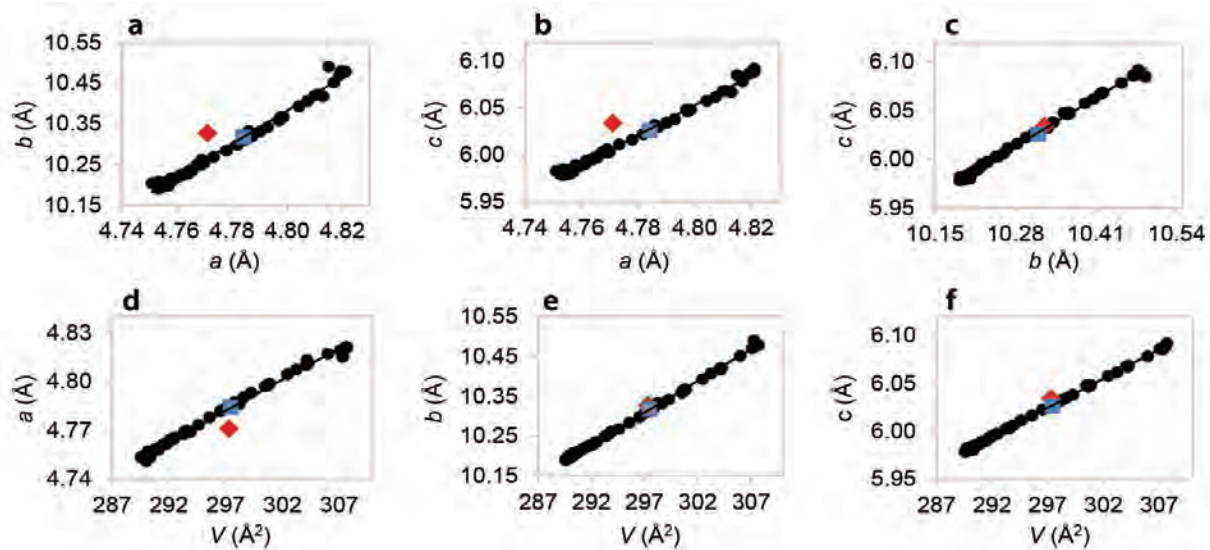 a
b (Å)
10.55
10.45
10.35
10.25
10.15
4.74 4.76 4.78 4.80 4.82
a (Å)
b
c (Å)
6.10
6.05
6.00
5.95
4.74 4.76 4.78 4.80 4.82
a (Å)
c
c (Å)
6.10
6.05
6.00
5.95
10.15 10.28 10.41 10.54
b (Å)
d
a (Å)
4.83
4.80
4.77
4.74
287 292 297 302 307
V (Å²)
e
b (Å)
10.55
10.45
10.35
10.25
10.15
287 292 297 302 307
V (Å²)
f
c (Å)
6.10
6.05
6.00
5.95
287 292 297 302 307
V (Å²)